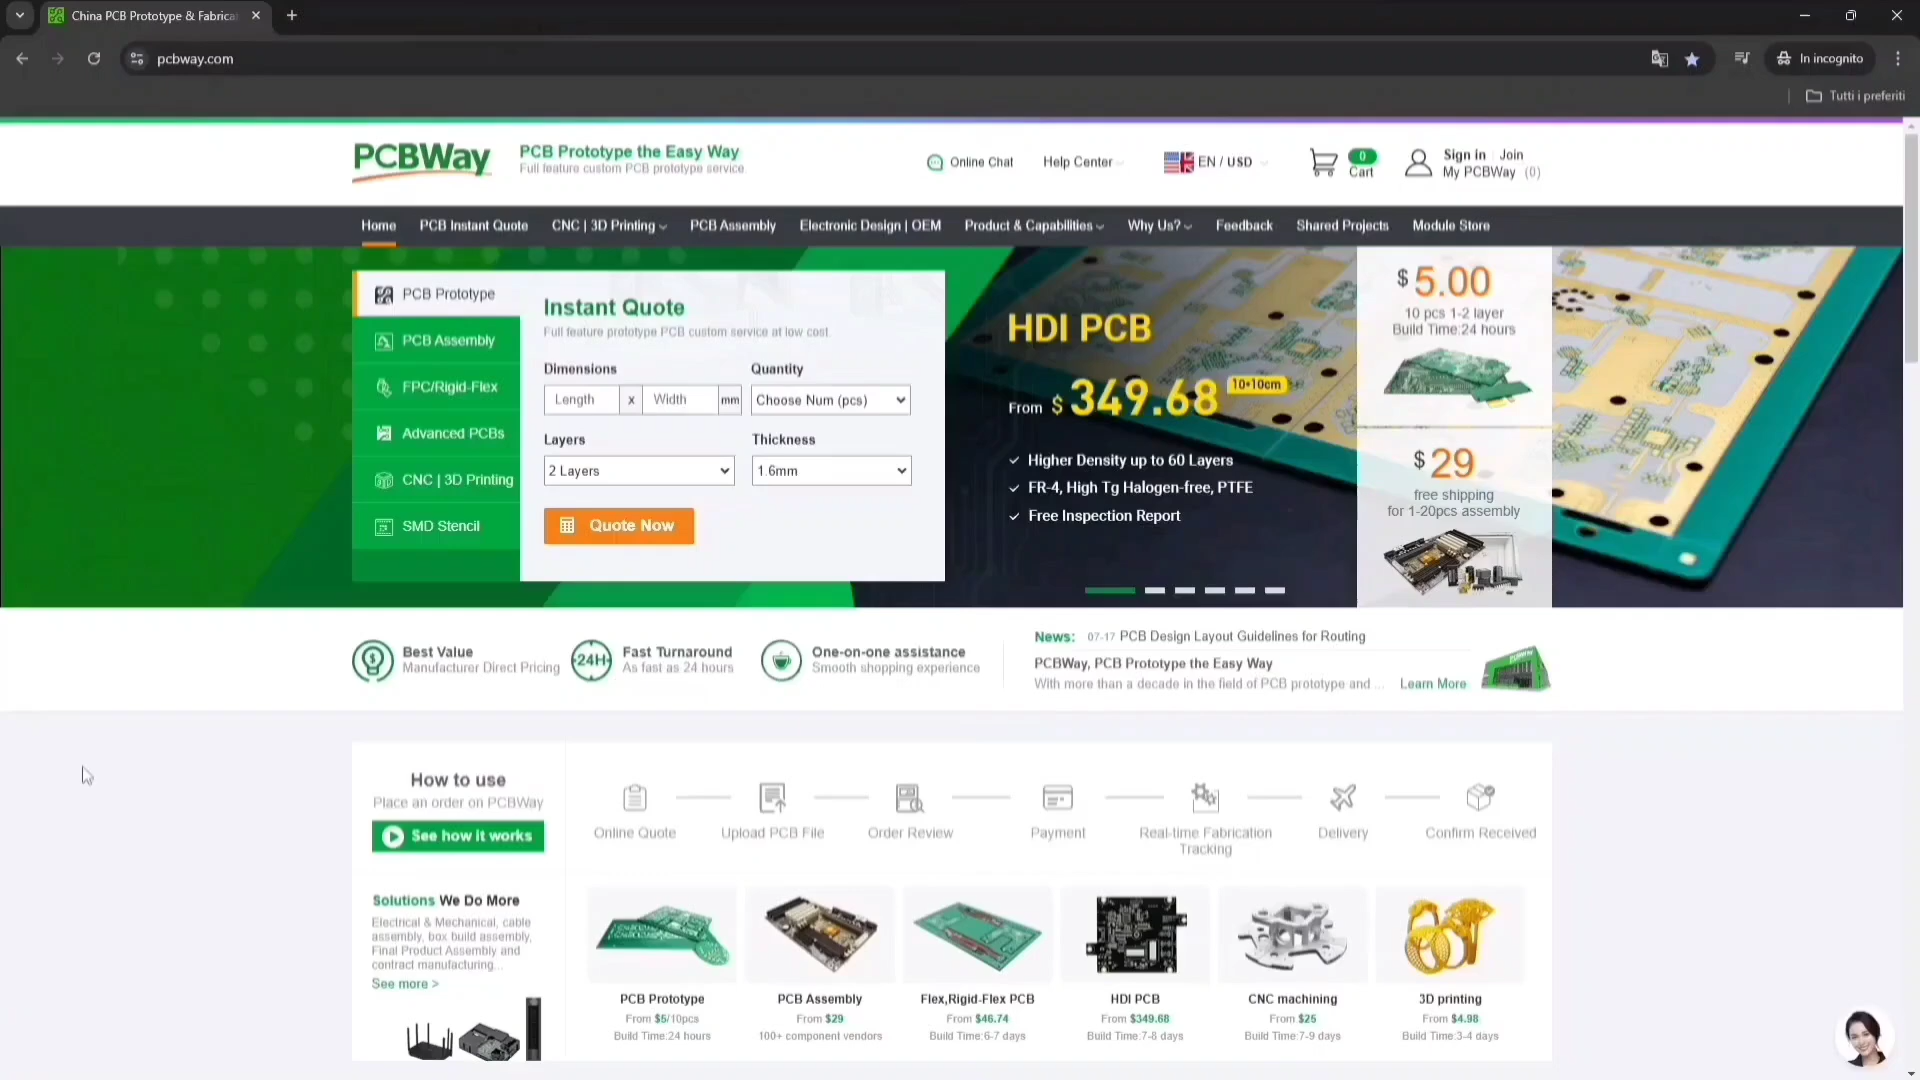 China PCB Prototype & Fabrica
pcbway.com
In incognito
Tutti i preferiti
PCBWay
PCB Prototype the Easy Way
Full feature custom PCB prototype service
Online Chat
Help Center
EN / USD
0
Cart
Sign in
Join
My PCBWay (0)
Home
PCB Instant Quote
CNC | 3D Printing
PCB Assembly
Electronic Design | OEM
Product & Capabilities
Why Us?
Feedback
Shared Projects
Module Store
PCB Prototype
PCB Assembly
FPC/Rigid-Flex
Advanced PCBs
CNC | 3D Printing
SMD Stencil
Instant Quote
Full feature prototype PCB custom service at low cost.
Dimensions
Quantity
Length x Width mm
Choose Num (pcs)
Layers
Thickness
2 Layers
1.6mm
Quote Now
HDI PCB
From $ 349.68
10*10cm
Higher Density up to 60 Layers
FR-4, High Tg Halogen-free, PTFE
Free Inspection Report
$ 5.00
10 pcs 1-2 layer
Build Time:24 hours
$ 29
free shipping
for 1-20pcs assembly
Best Value
Manufacturer Direct Pricing
24H
Fast Turnaround
As fast as 24 hours
One-on-one assistance
Smooth shopping experience
News: 07-17 PCB Design Layout Guidelines for Routing
PCBWay, PCB Prototype the Easy Way
With more than a decade in the field of PCB prototype and ...
Learn More
How to use
Place an order on PCBWay
See how it works
Online Quote
Upload PCB File
Order Review
Payment
Real-time Fabrication
Tracking
Delivery
Confirm Received
Solutions We Do More
Electrical & Mechanical, cable
assembly, box build assembly,
Final Product Assembly and
contract manufacturing...
See more >
PCB Prototype
From $5/10pcs
Build Time:24 hours
PCB Assembly
From $29
100+ component vendors
Flex,Rigid-Flex PCB
From $46.74
Build Time:6-7 days
HDI PCB
From $349.68
Build Time:7-8 days
CNC machining
From $25
Build Time:7-9 days
3D printing
From $4.98
Build Time:3-4 days